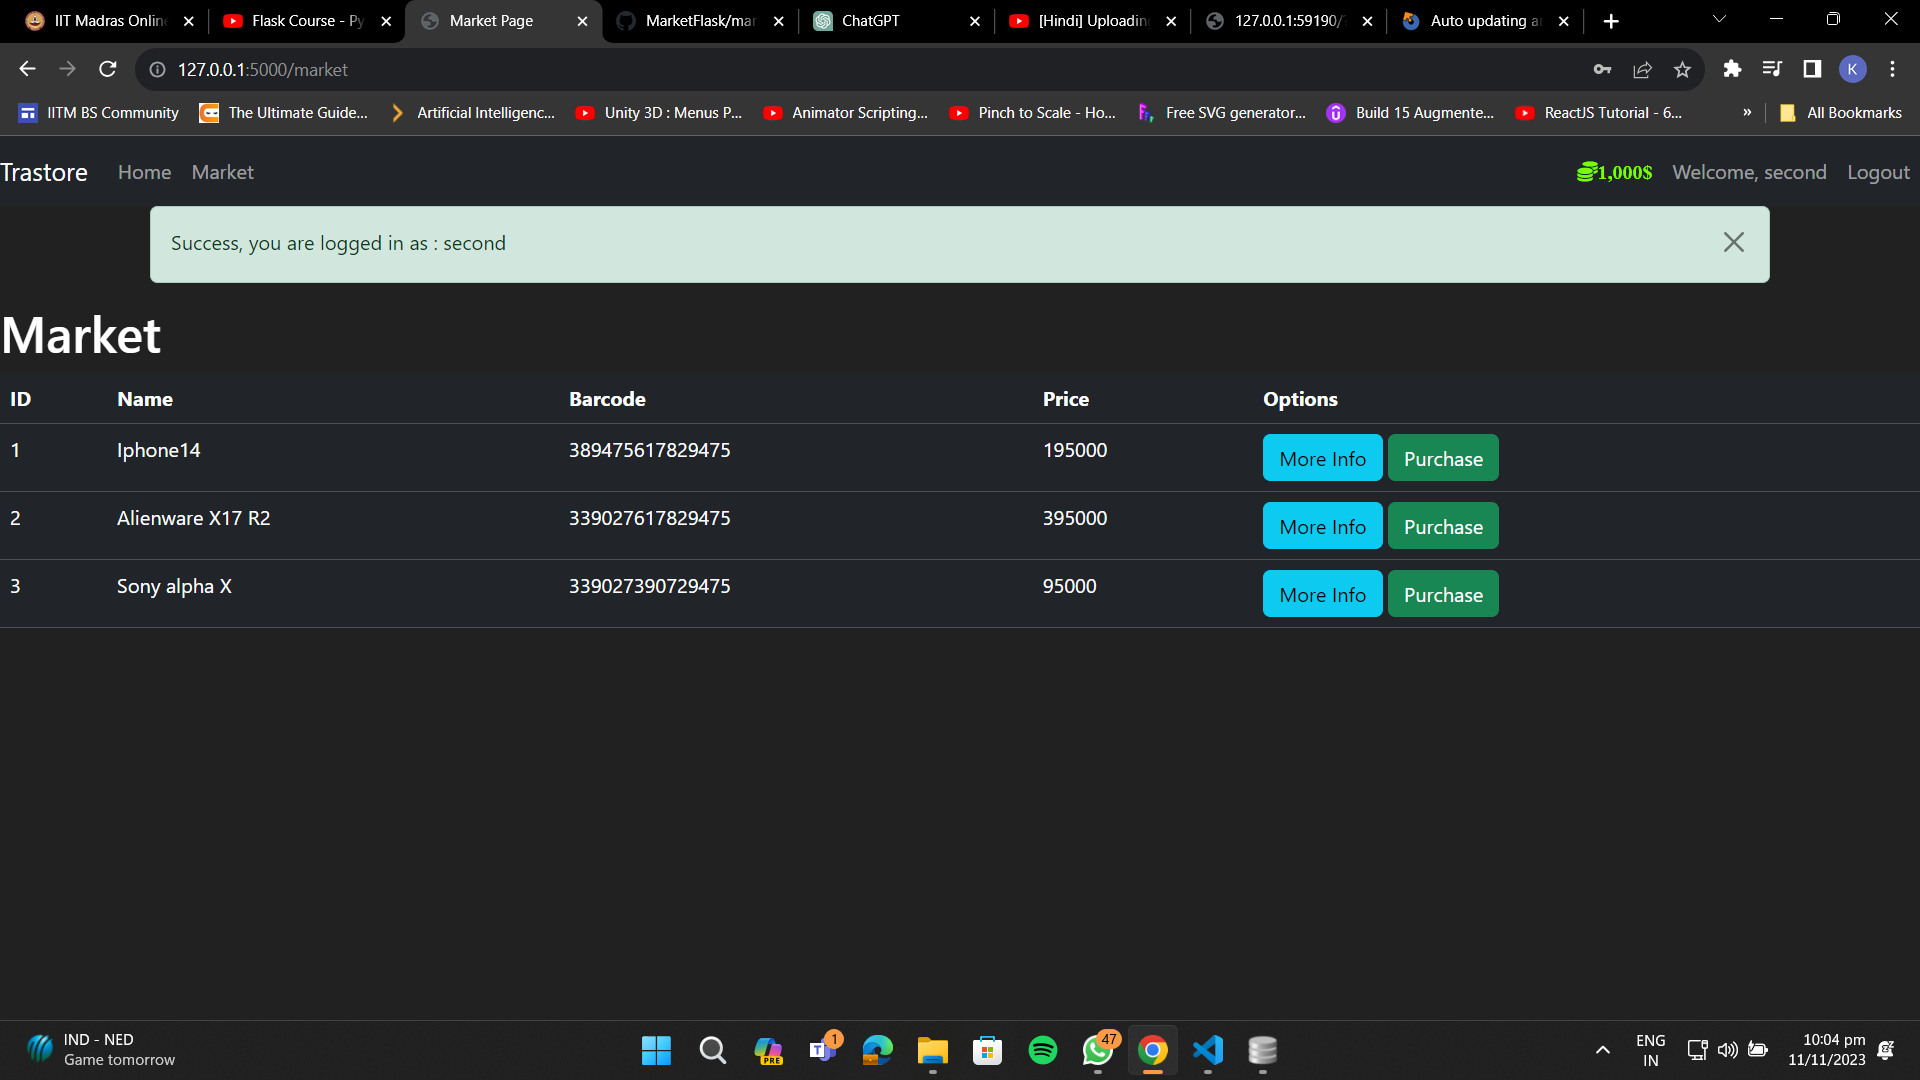 IIT Madras Online
Flask Course - Py
Market Page
MarketFlask/mar
ChatGPT
[Hindi] Uploading
127.0.0.1:59190/
Auto updating a
127.0.0.1:5000/market
K
IITM BS Community
The Ultimate Guide...
Artificial Intelligenc...
Unity 3D : Menus P...
Animator Scripting...
Pinch to Scale - Ho...
Free SVG generator...
Build 15 Augmente...
ReactJS Tutorial - 6...
»
All Bookmarks
Trastore
Home
Market
1,000$
Welcome, second
Logout
Success, you are logged in as : second
Market
ID Name Barcode Price Options
1 Iphone14 389475617829475 195000 More Info Purchase
2 Alienware X17 R2 339027617829475 395000 More Info Purchase
3 Sony alpha X 339027390729475 95000 More Info Purchase
IND - NED
Game tomorrow
PRE
1
47
ENG
IN
10:04 pm
11/11/2023